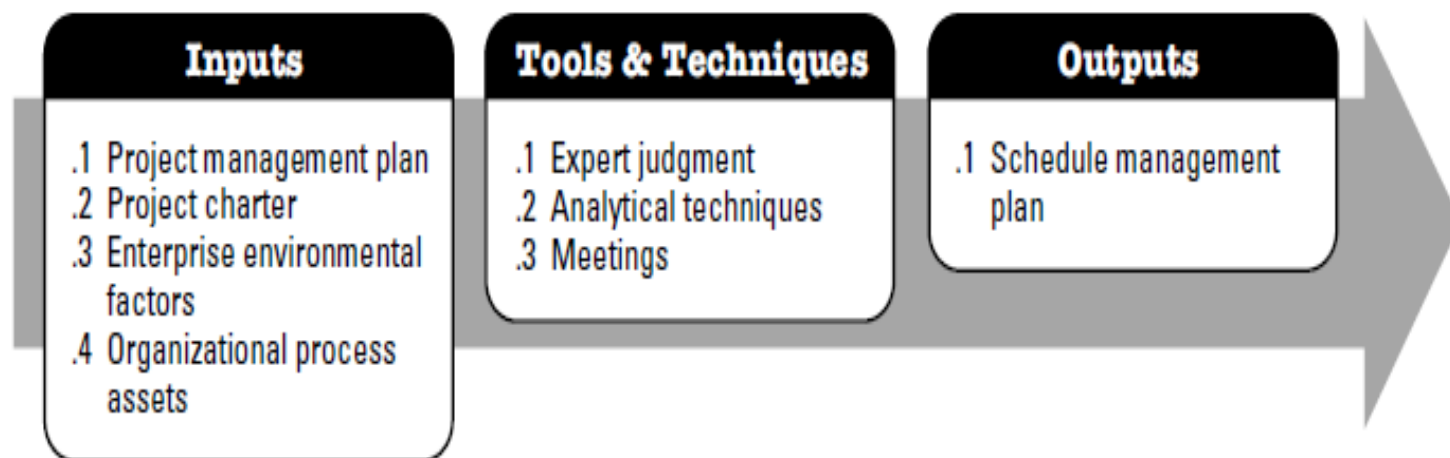 Inputs
.1 Project management plan
.2 Project charter
.3 Enterprise environmental
factors
.4 Organizational process
assets
Tools & Techniques
.1 Expert judgment
.2 Analytical techniques
.3 Meetings
Outputs
.1 Schedule management
plan